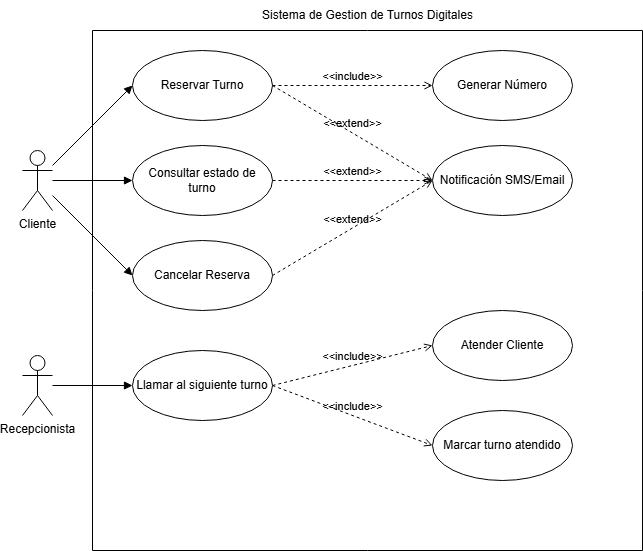 Sistema de Gestion de Turnos Digitales
Reservar Turno
<<include>>
Generar Número
<<extend>>
Consultar estado de
turno
<<extend>>
Notificación SMS/Email
Cliente
<<extend>>
Cancelar Reserva
Atender Cliente
<<include>>
Llamar al siguiente turno
<<include>>
Recepcionista
Marcar turno atendido